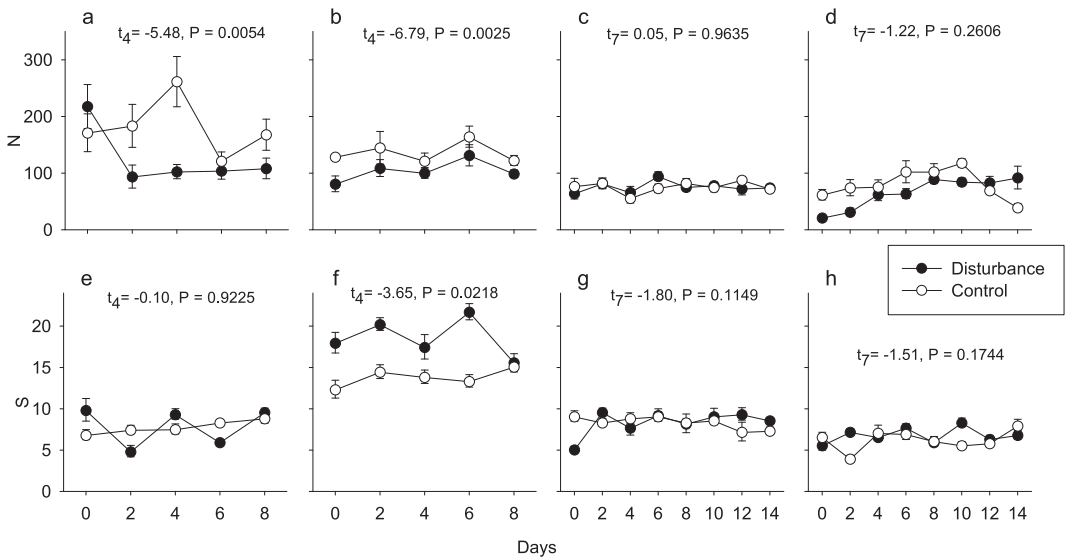 a b c d
t4= -5.48, P = 0.0054 t4= -6.79, P = 0.0025 t7= 0.05, P = 0.9635 t7= -1.22, P = 0.2606
300
200
100
0
N
Disturbance
Control
e f g h
t4= -0.10, P = 0.9225 t4= -3.65, P = 0.0218 t7= -1.80, P = 0.1149
t7= -1.51, P = 0.1744
20
15
10
5
0
S
0 2 4 6 8 0 2 4 6 8 0 2 4 6 8 10 12 14 0 2 4 6 8 10 12 14
Days